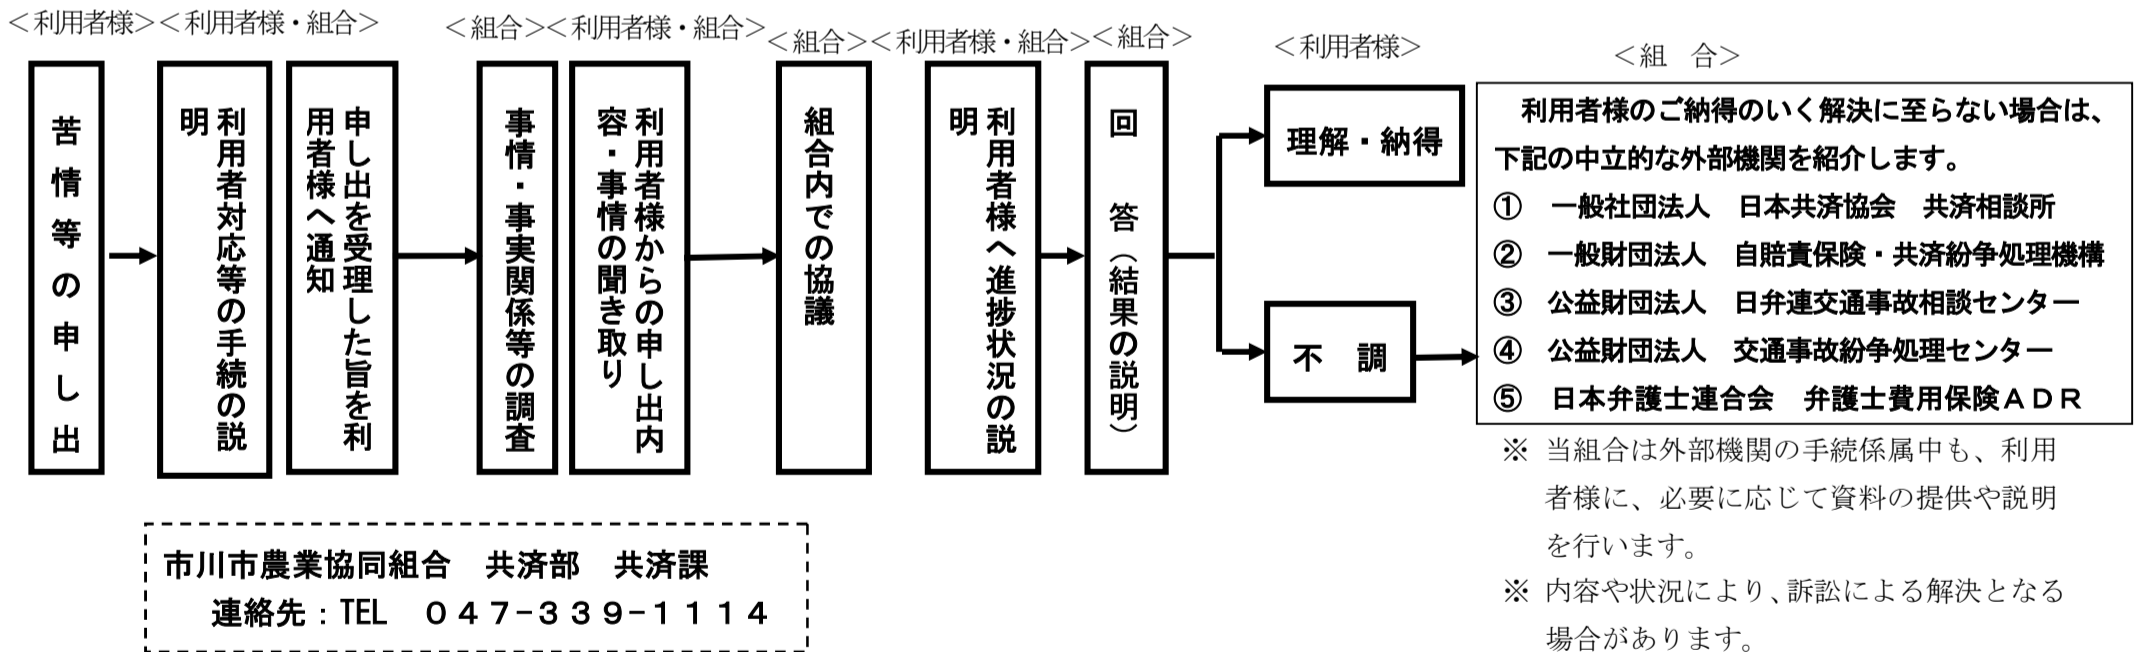 ＜利用者様＞
＜利用者様・組合＞
＜組合＞
＜利用者様・組合＞
＜組合＞
＜利用者様・組合＞
＜組合＞
＜利用者様＞
＜組　合＞
苦情等の申し出
利用者対応等の手続の説
明
申し出を受理した旨を利
用者様へ通知
事情・事実関係等の調査
利用者様からの申し出内
容・事情の聞き取り
組合内での協議
利用者様へ進捗状況の説
明
回　答（結果の説明）
理解・納得
不　調
利用者様のご納得のいく解決に至らない場合は、
下記の中立的な外部機関を紹介します。
①　一般社団法人　日本共済協会　共済相談所
②　一般財団法人　自賠責保険・共済紛争処理機構
③　公益財団法人　日弁連交通事故相談センター
④　公益財団法人　交通事故紛争処理センター
⑤　日本弁護士連合会　弁護士費用保険ＡＤＲ
※ 当組合は外部機関の手続係属中も、利用
者様に、必要に応じて資料の提供や説明
を行います。
※ 内容や状況により、訴訟による解決となる
場合があります。
市川市農業協同組合　共済部　共済課
連絡先：TEL　０４７−３３９−１１１４